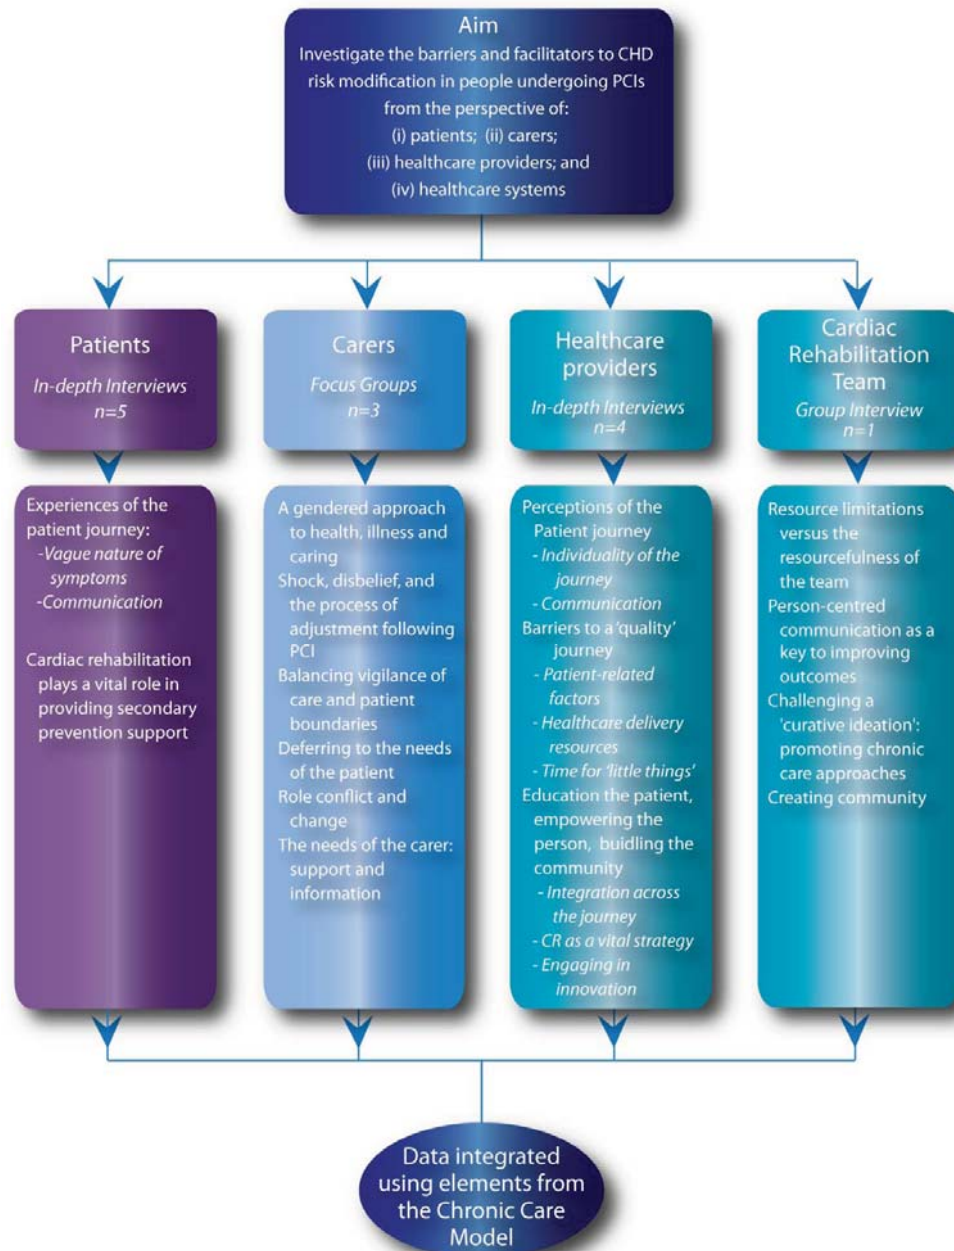 Aim
Investigate the barriers and facilitators to CHD
risk modification in people undergoing PCIs
from the perspective of:
(i) patients; (ii) carers;
(iii) healthcare providers; and
(iv) healthcare systems
Patients
In-depth Interviews
n=5
Carers
Focus Groups
n=3
Healthcare
providers
In-depth Interviews
n=4
Cardiac
Rehabilitation
Team
Group Interview
n=1
Experiences of the
patient journey:
-Vague nature of
symptoms
-Communication
Cardiac rehabilitation
plays a vital role in
providing secondary
prevention support
A gendered approach
to health, illness and
caring
Shock, disbelief, and
the process of
adjustment following
PCI
Balancing vigilance of
care and patient
boundaries
Deferring to the needs
of the patient
Role conflict and
change
The needs of the carer:
support and
information
Perceptions of the
Patient journey
- Individuality of the
journey
- Communication
Barriers to a 'quality'
journey
- Patient-related
factors
- Healthcare delivery
resources
- Time for 'little things'
Education the patient,
empowering the
person, buidling the
community
- Integration across
the journey
- CR as a vital strategy
- Engaging in
innovation
Resource limitations
versus the
resourcefulness of
the team
Person-centred
communication as a
key to improving
outcomes
Challenging a
'curative ideation':
promoting chronic
care approaches
Creating community
Data integrated
using elements from
the Chronic Care
Model